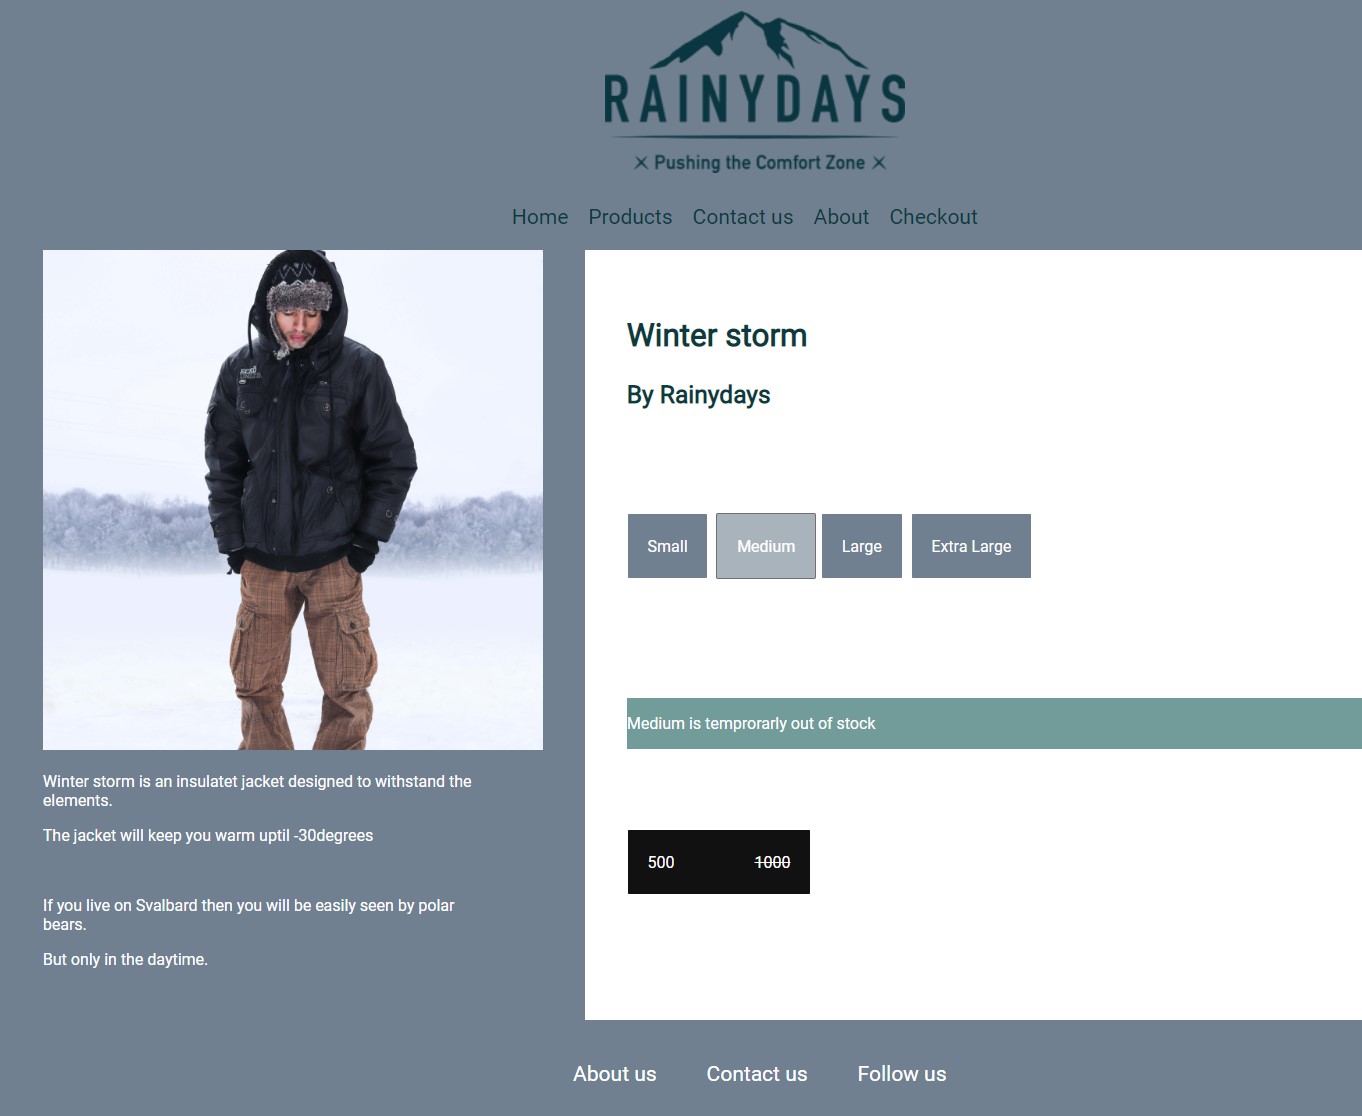 RAINYDAYS
Pushing the Comfort Zone
Home Products Contact us About Checkout
Winter storm
By Rainydays
Small Medium Large Extra Large
Medium is temprorarly out of stock
500 1000
Winter storm is an insulatet jacket designed to withstand the
elements.
The jacket will keep you warm uptil -30degrees
If you live on Svalbard then you will be easily seen by polar
bears.
But only in the daytime.
About us Contact us Follow us